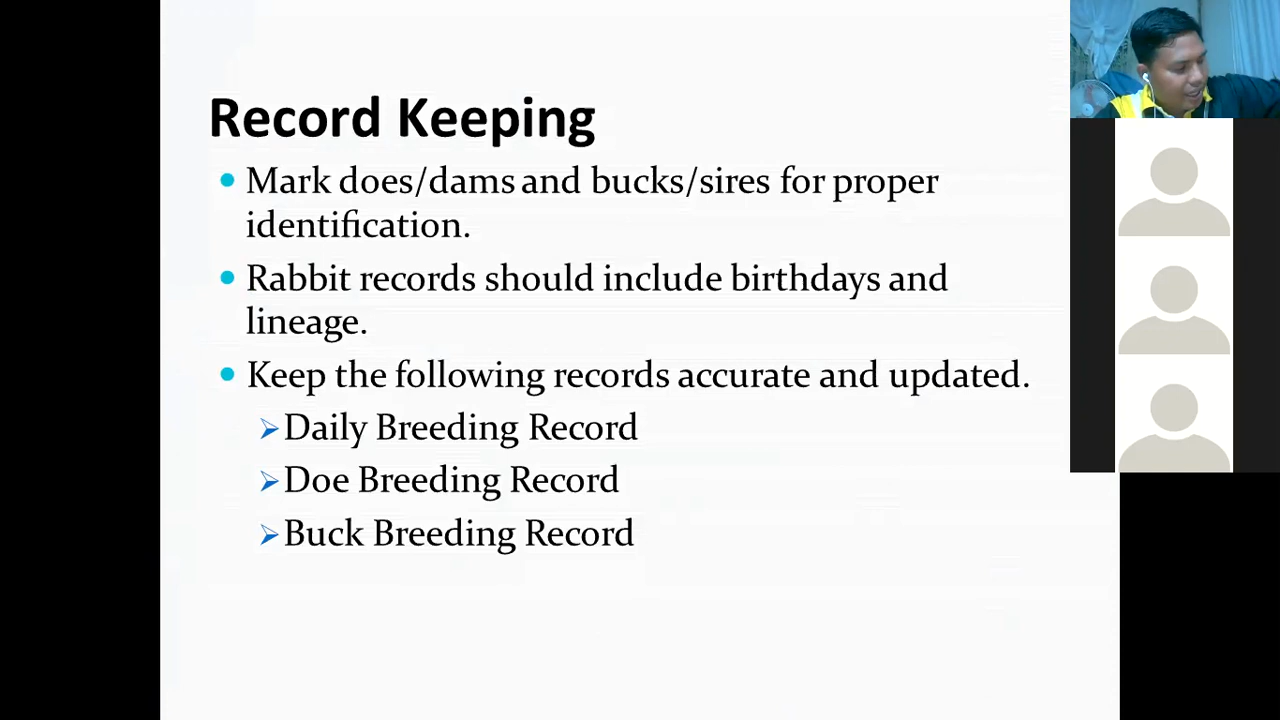 Record Keeping
Mark does/dams and bucks/sires for proper
identification.
Rabbit records should include birthdays and
lineage.
Keep the following records accurate and updated.
Daily Breeding Record
Doe Breeding Record
Buck Breeding Record